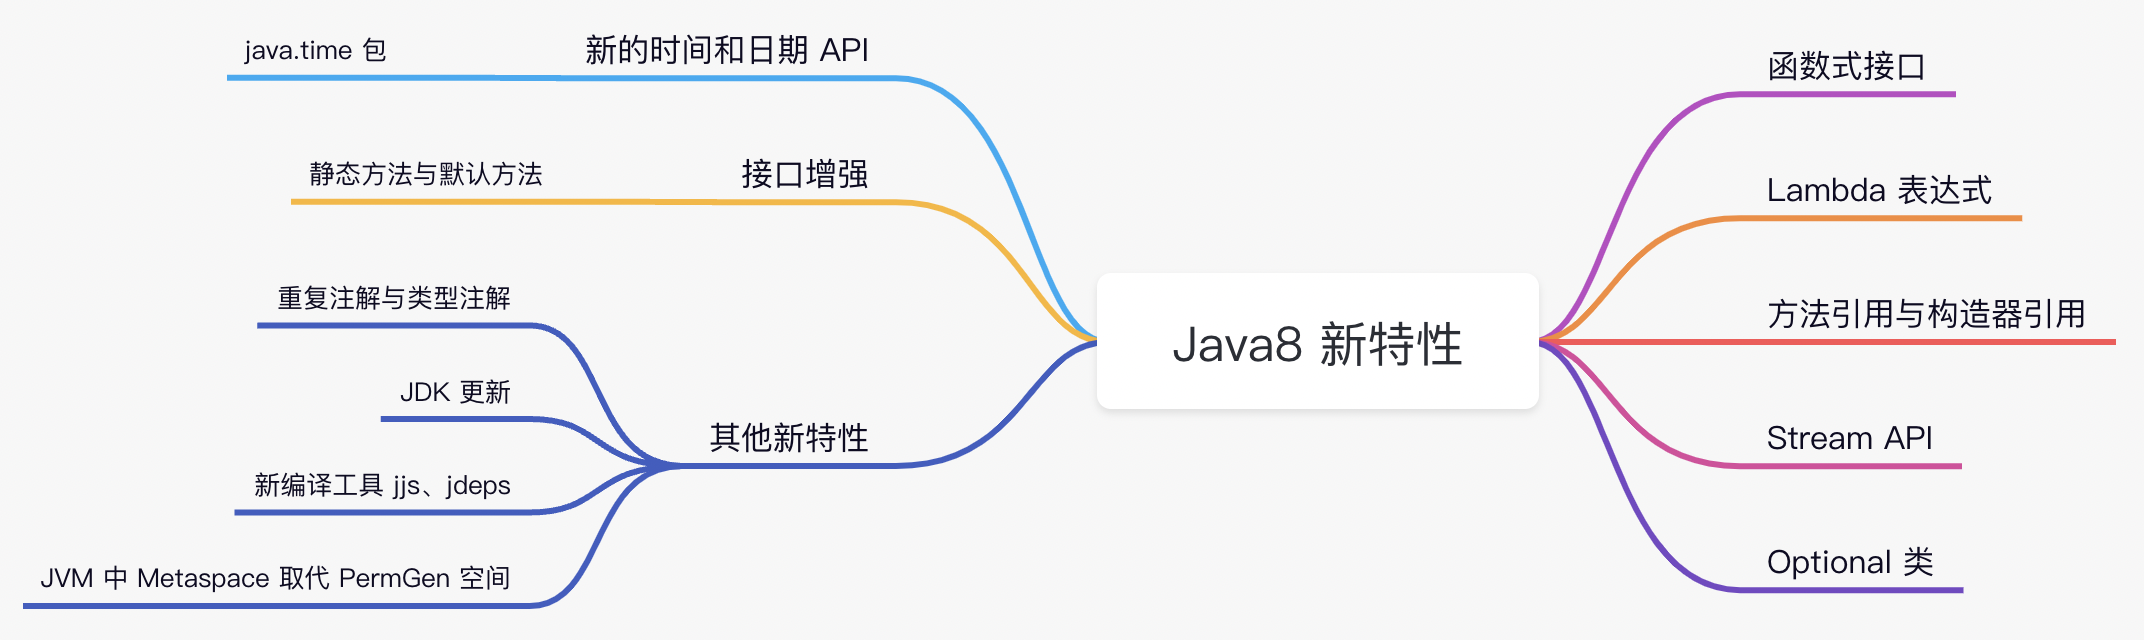 Java8 新特性
函数式接口
Lambda 表达式
方法引用与构造器引用
Stream API
Optional 类
新的时间和日期 API
java.time 包
接口增强
静态方法与默认方法
其他新特性
重复注解与类型注解
JDK 更新
新编译工具 jjs、jdeps
JVM 中 Metaspace 取代 PermGen 空间